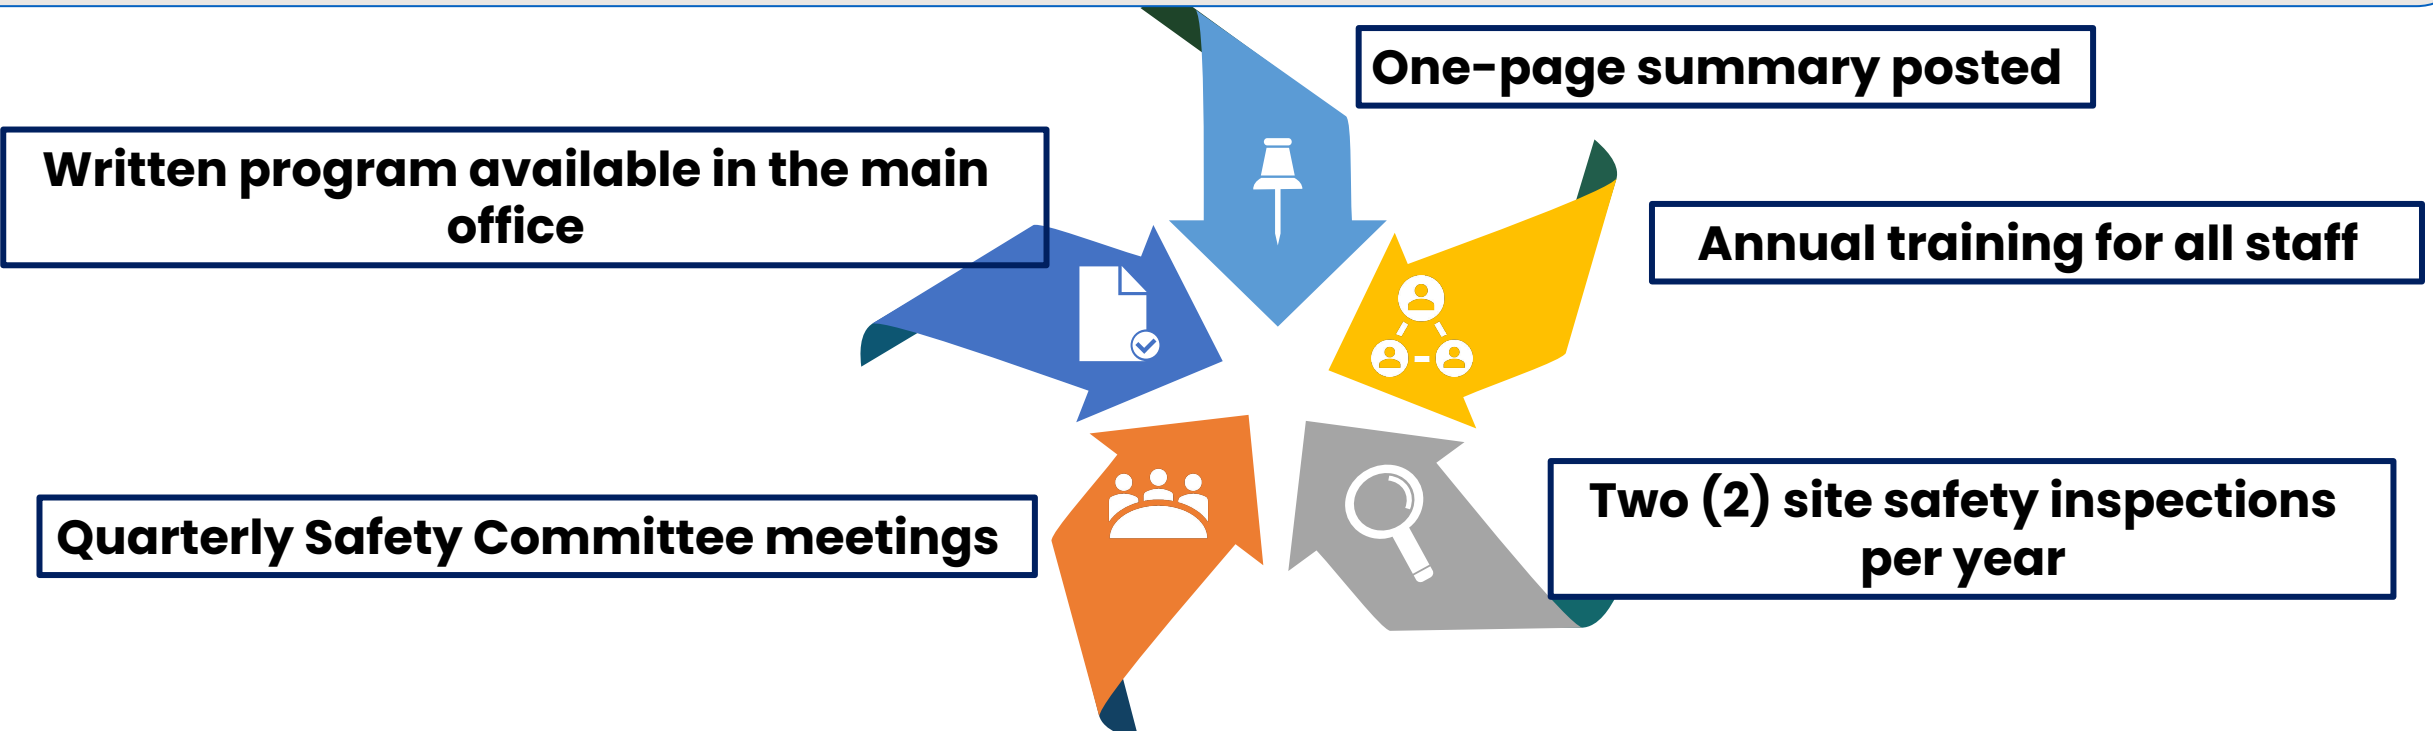 One-page summary posted
Written program available in the main
office
Annual training for all staff
Quarterly Safety Committee meetings
Two (2) site safety inspections
per year